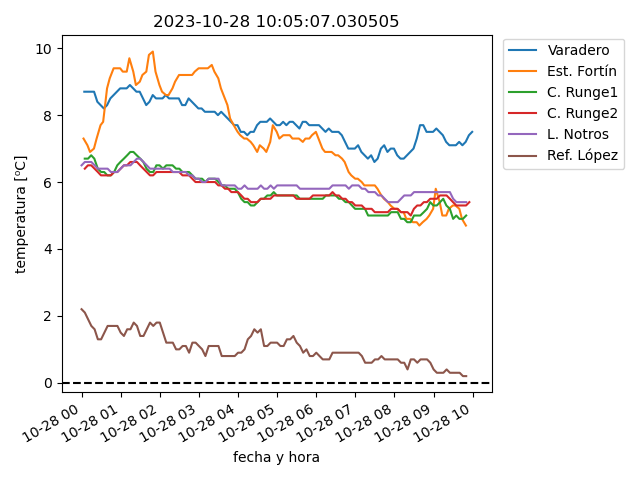 2023-10-28 10:05:07.030505
temperatura [ºC]
10
8
6
4
2
0
10-28 00
10-28 01
10-28 02
10-28 03
10-28 04
10-28 05
10-28 06
10-28 07
10-28 08
10-28 09
10-28 10
fecha y hora
Varadero
Est. Fortín
C. Runge1
C. Runge2
L. Notros
Ref. López